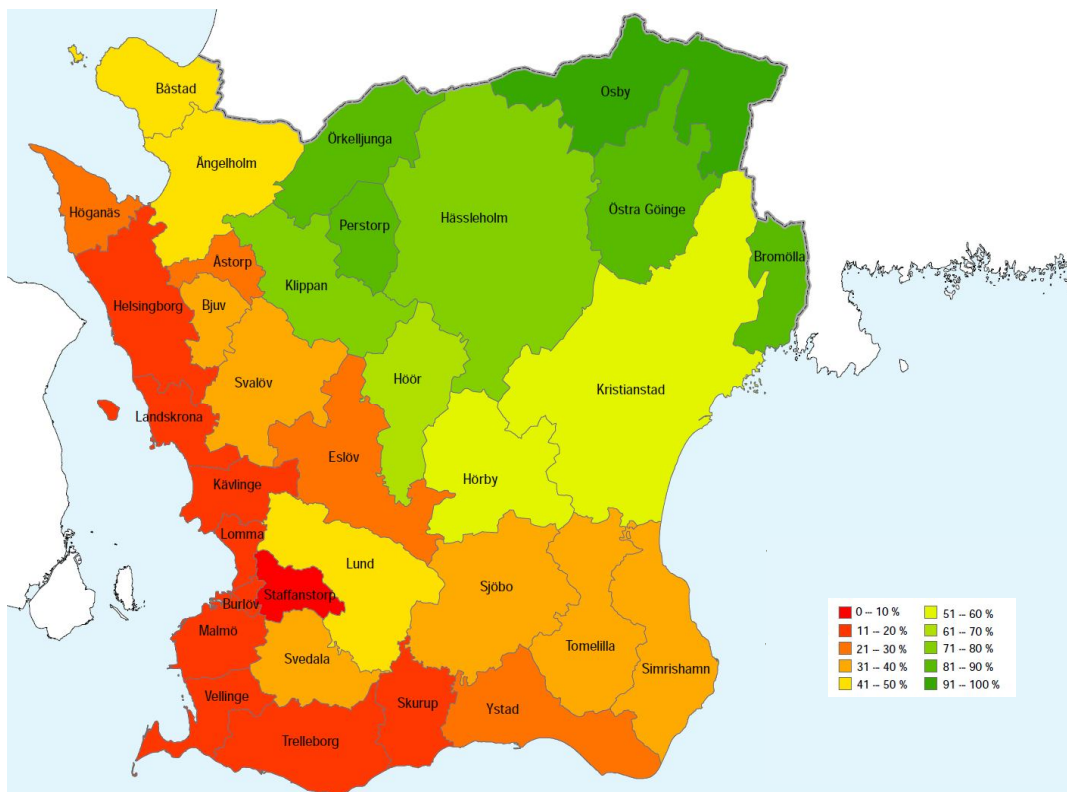 Båstad
Osby
Örkelljunga
Ängelholm
Höganäs
Perstorp
Hässleholm
Östra Göinge
Åstorp
Bromölla
Klippan
Helsingborg
Bjuv
Höör
Svalöv
Kristianstad
Landskrona
Eslöv
Hörby
Kävlinge
Lomma
Lund
Sjöbo
Staffanstorp
Burlöv
Malmö
Svedala
Tomelilla
Simrishamn
Vellinge
Skurup
Ystad
Trelleborg
0 -- 10 %
11 -- 20 %
21 -- 30 %
31 -- 40 %
41 -- 50 %
51 -- 60 %
61 -- 70 %
71 -- 80 %
81 -- 90 %
91 -- 100 %